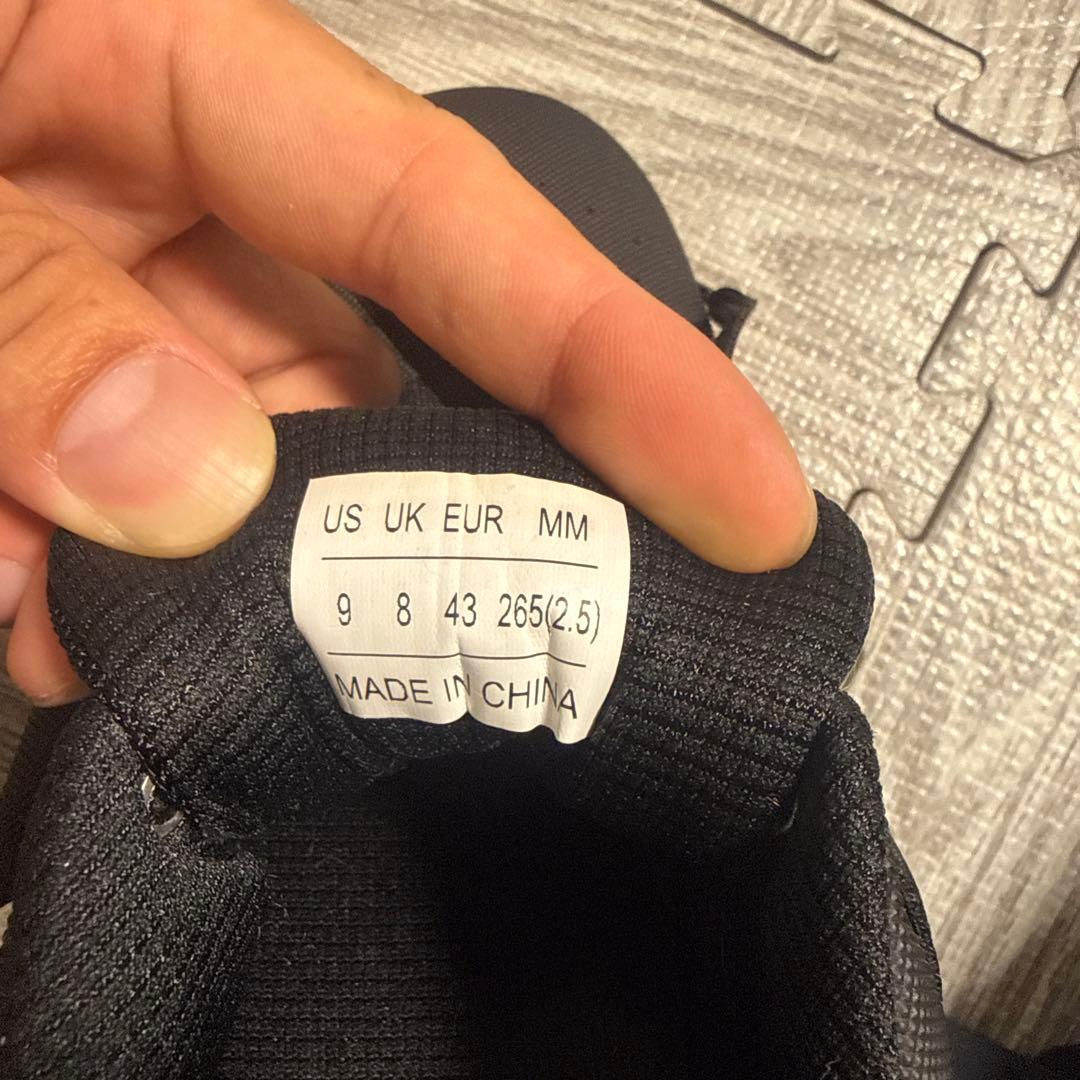 US UK EUR MM
9 8 43 265(2.5)
MADE IN CHINA